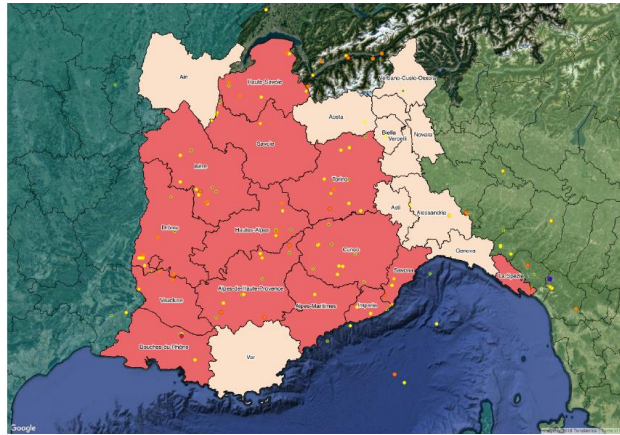 Ain
Haute-Savoie
Verbano-Cusio-Ossola
Aosta
Biella
Vercelli
Novara
Savoie
Isère
Torino
Asti
Alessandria
Drôme
Hautes-Alpes
Cuneo
Genova
Savona
La Spezia
Vaucluse
Alpes-de-Haute-Provence
Alpes-Maritimes
Imperia
Bouches-du-Rhône
Var
Google